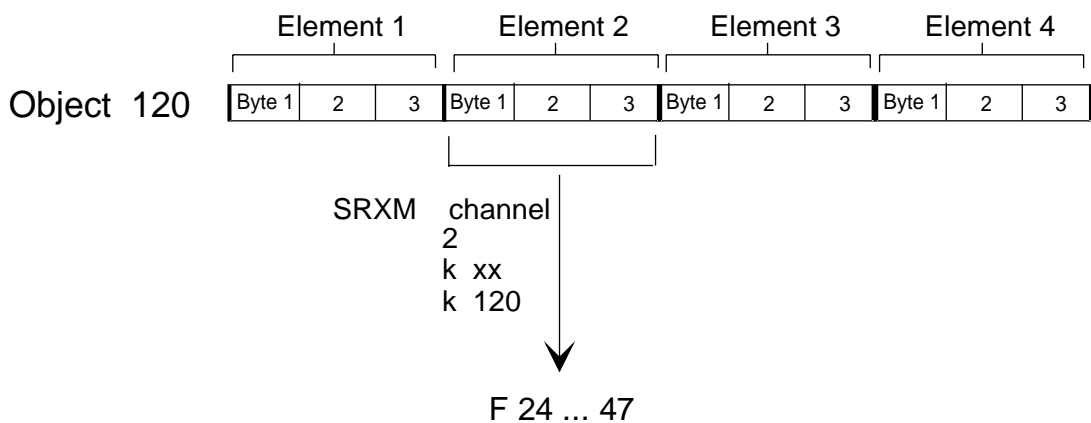 Element 1 Element 2 Element 3 Element 4
Object 120 Byte 1 2 3 Byte 1 2 3 Byte 1 2 3 Byte 1 2 3
SRXM channel
2
k xx
k 120
F 24 ... 47